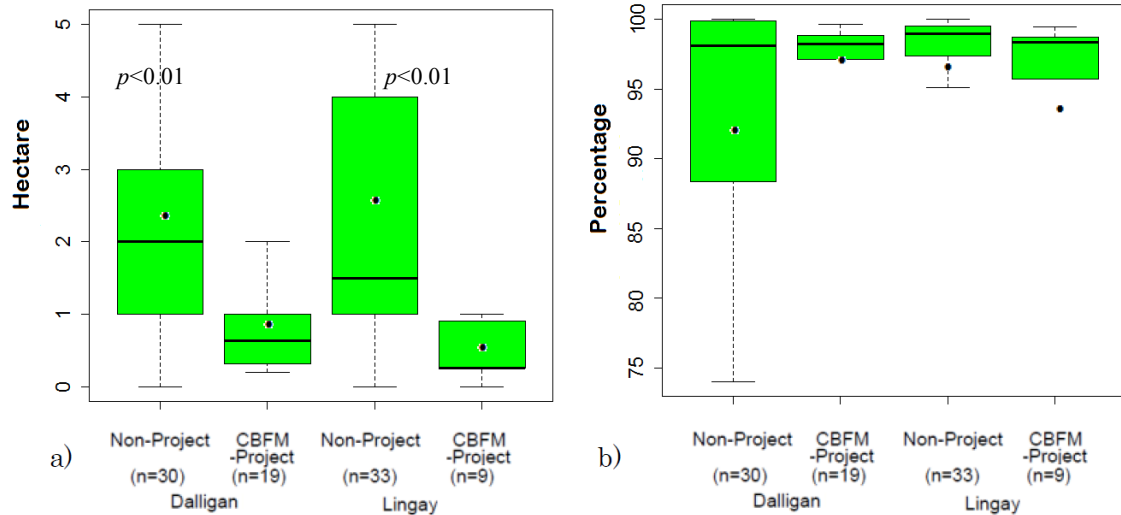 Hectare
5
4
3
2
1
0
p<0.01
p<0.01
Non-Project
CBFM
-Project
Non-Project
CBFM
-Project
a)
(n=30)
(n=19)
(n=33)
(n=9)
Dalligan
Lingay
Percentage
100
95
90
85
80
75
Non-Project
CBFM
-Project
Non-Project
CBFM
-Project
b)
(n=30)
(n=19)
(n=33)
(n=9)
Dalligan
Lingay